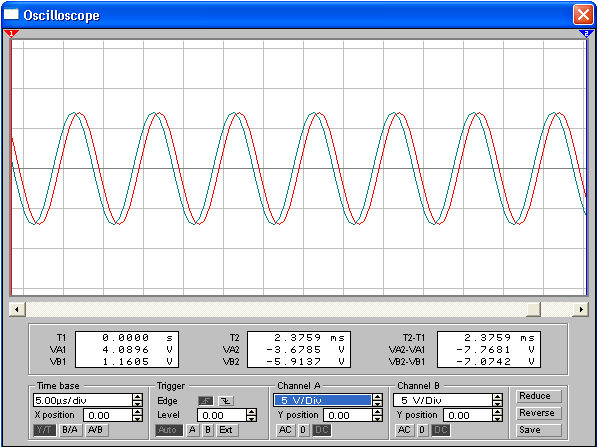 Oscilloscope
1 2
T1 0.0000 s T2 2.3759 ms T2-T1 2.3759 ms
VA1 4.0896 V VA2 -3.6785 V VA2-VA1 -7.7681 V
VB1 1.1605 V VB2 -5.9137 V VB2-VB1 -7.0742 V
Time base Trigger Channel A Channel B
5.00µs/div Edge 5 V/Div 5 V/Div Reduce
X position 0.00 Level 0.00 Y position 0.00 Y position 0.00 Reverse
Y/T B/A A/B Auto A B Ext AC 0 DC AC 0 DC Save